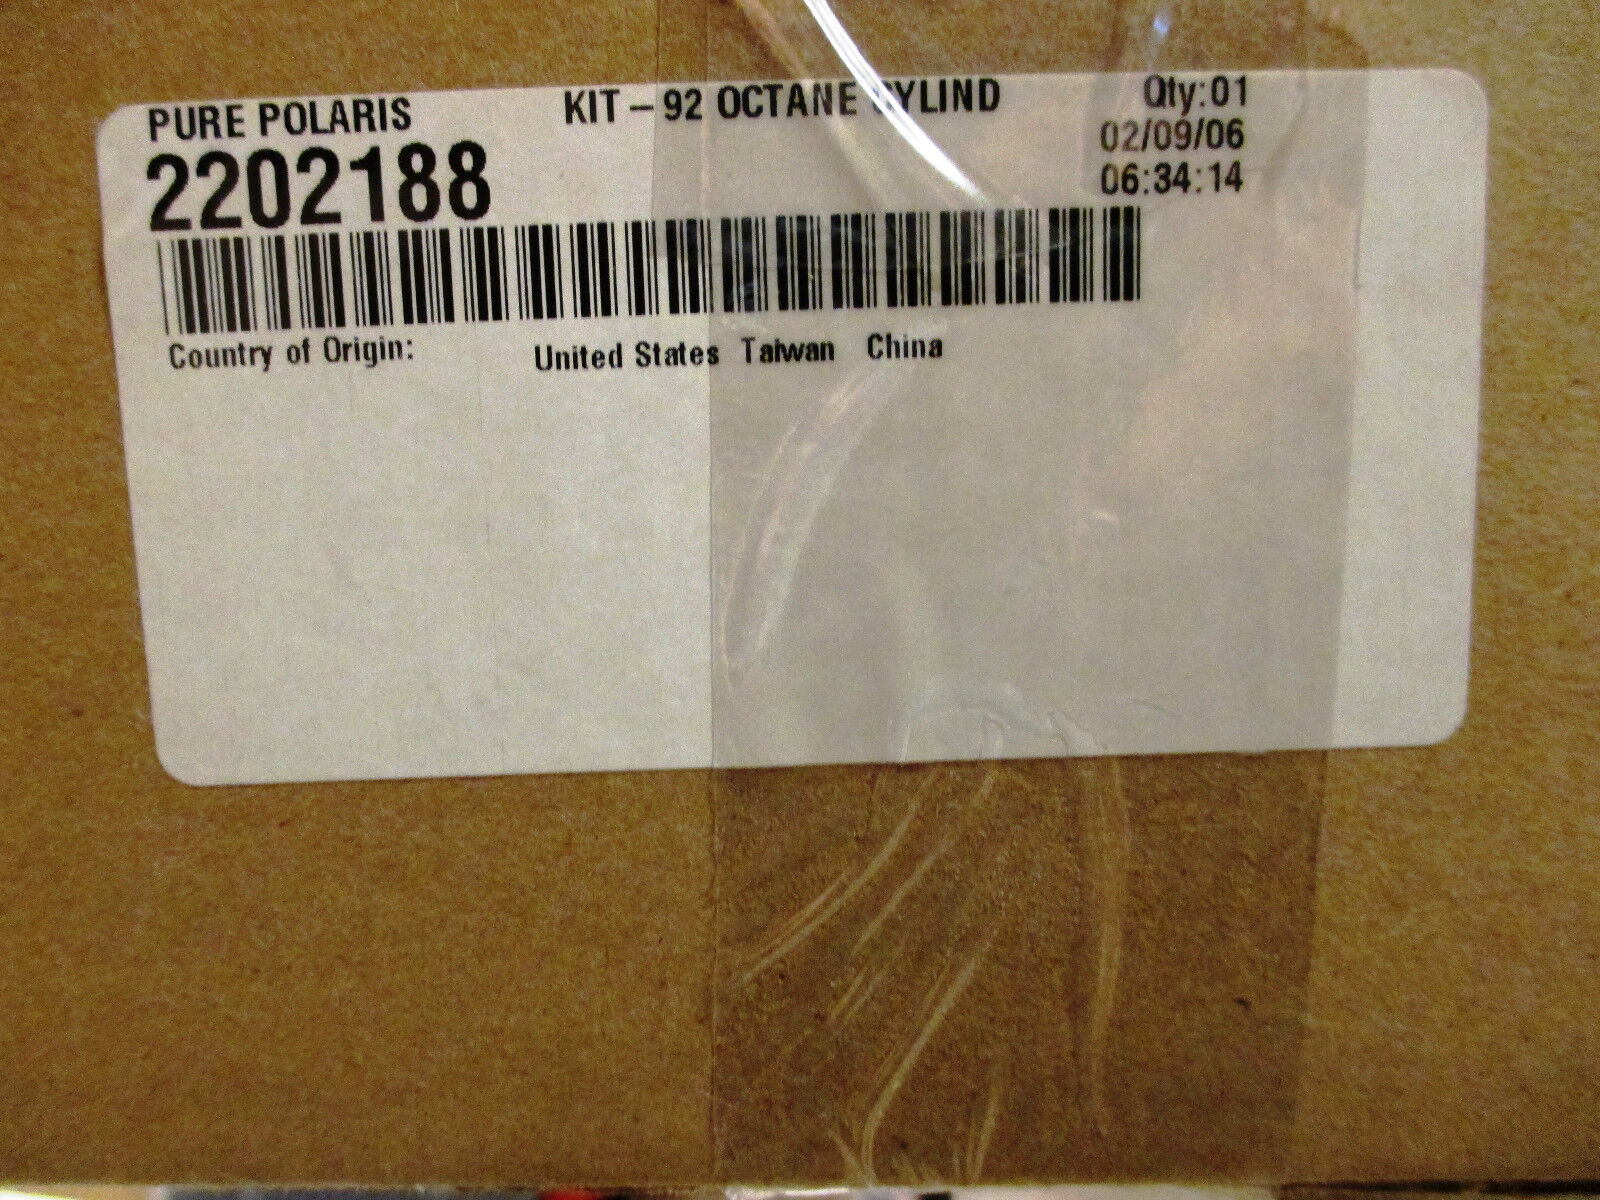 PURE POLARIS KIT – 92 OCTANE CYLIND Qty:01
2202188 02/09/06
06:34:14
Country of Origin: United States Taiwan China